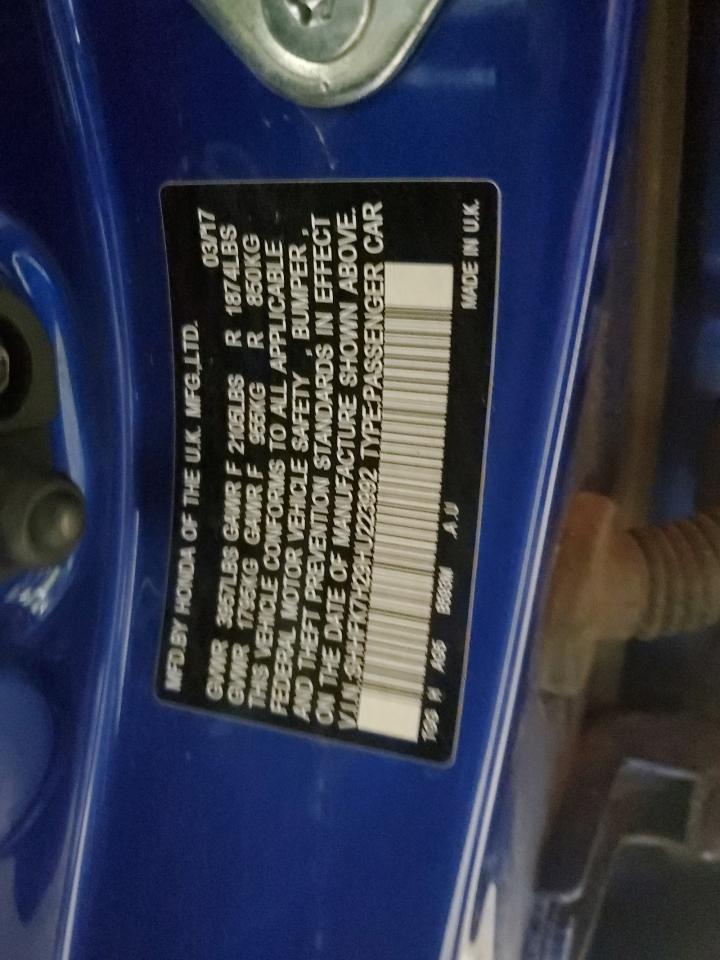 MFD.BY HONDA OF THE U.K. MFG.,LTD.
03/17
GVWR 3957LBS GAWR F 2105LBS R 1874LBS
GVWR 1795KG GAWR F 955KG R 850KG
THIS VEHICLE CONFORMS TO ALL APPLICABLE
FEDERAL MOTOR VEHICLE SAFETY , BUMPER ,
AND THEFT PREVENTION STANDARDS IN EFFECT
ON THE DATE OF MANUFACTURE SHOWN ABOVE.
V.I.N. TYPE:PASSENGER CAR
A U
MADE IN U.K.